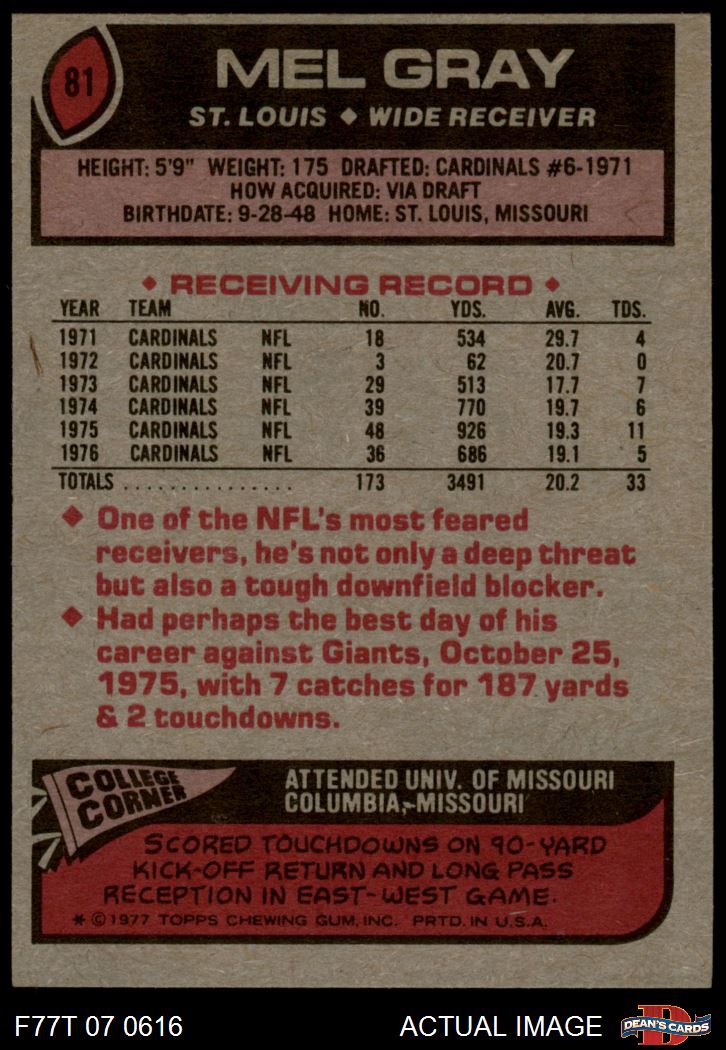 81
MEL GRAY
ST. LOUIS ◆ WIDE RECEIVER
HEIGHT: 5'9" WEIGHT: 175 DRAFTED: CARDINALS #6-1971
HOW ACQUIRED: VIA DRAFT
BIRTHDATE: 9-28-48 HOME: ST. LOUIS, MISSOURI
◆ RECEIVING RECORD ◆
YEAR TEAM NO. YDS. AVG. TDS.
1971 CARDINALS NFL 18 534 29.7 4
1972 CARDINALS NFL 3 62 20.7 0
1973 CARDINALS NFL 29 513 17.7 7
1974 CARDINALS NFL 39 770 19.7 6
1975 CARDINALS NFL 48 926 19.3 11
1976 CARDINALS NFL 36 686 19.1 5
TOTALS ............... 173 3491 20.2 33
◆ One of the NFL's most feared
receivers, he's not only a deep threat
but also a tough downfield blocker.
◆ Had perhaps the best day of his
career against Giants, October 25,
1975, with 7 catches for 187 yards
& 2 touchdowns.
COLLEGE
CORNER
ATTENDED UNIV. OF MISSOURI
COLUMBIA, MISSOURI
SCORED TOUCHDOWNS ON 90-YARD
KICK-OFF RETURN AND LONG PASS
RECEPTION IN EAST-WEST GAME.
* © 1977 TOPPS CHEWING GUM, INC. PRTD. IN U.S.A.
F77T 07 0616 ACTUAL IMAGE
D
DEAN'S CARDS